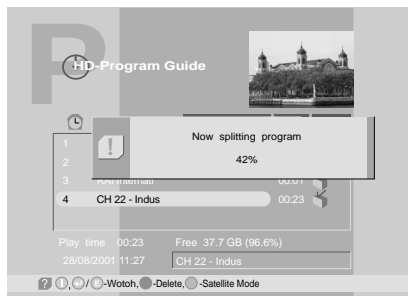 P
HD-Program Guide
1
2
3 RAI Internati 00:01
Now splitting program
42%
4 CH 22 - Indus 00:23
Play time 00:23 Free 37.7 GB (96.6%)
28/08/2001 11:27 CH 22 - Indus
? I, / E -Wotoh, -Delete, -Satellite Mode